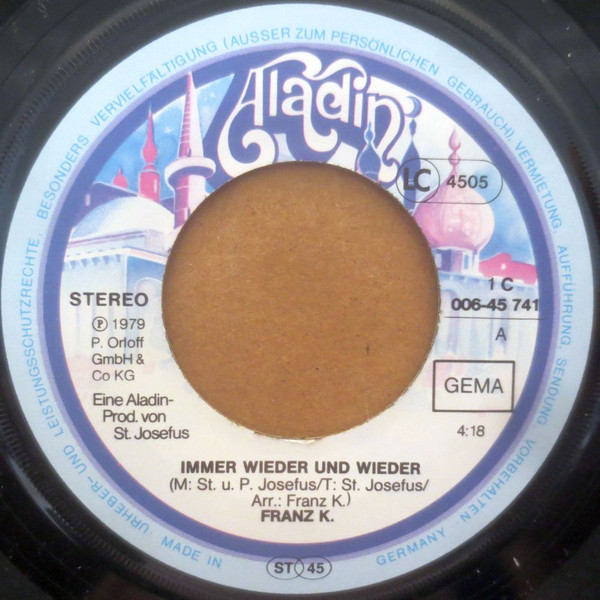 URHEBER- UND LEISTUNGSSCHUTZRECHTE, BESONDERS VERVIELFÄLTIGUNG (AUSSER ZUM PERSÖNLICHEN GEBRAUCH), VERMIETUNG, AUFFÜHRUNG, SENDUNG VORBEHALTEN
Aladin
LC 4505
STEREO
Ⓟ 1979
P. Orloff
GmbH &
Co KG
Eine Aladin-
Prod. von
St. Josefus
1 C
006-45 741
A
GEMA
4:18
IMMER WIEDER UND WIEDER
(M: St. u. P. Josefus/T: St. Josefus/
Arr.: Franz K.)
FRANZ K.
MADE IN GERMANY
ST 45